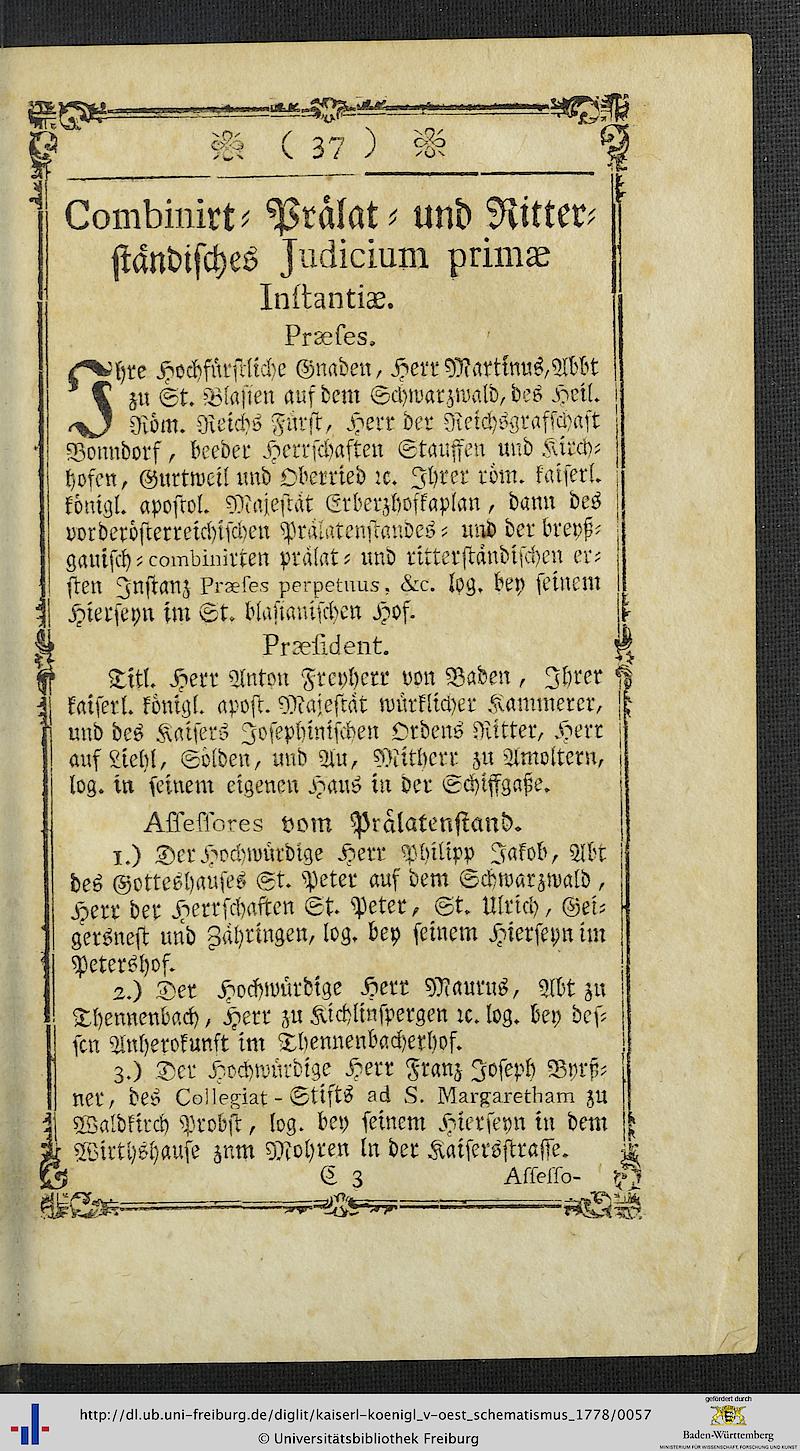 ( 37 )
Combinirt⸗ Prälat⸗ und Ritter⸗
ständisches Judicium primæ
Instantiæ.
Præses.
Ihre Hochfürstliche Gnaden, Herr Martinus, Abbt
zu St. Blasien auf dem Schwarzwald, des Heil.
Röm. Reichs Fürst, Herr der Reichsgrafschaft
Bonndorf, beeder Herrschaften Stauffen und Kirch⸗
hofen, Gurtweil und Oberried ꝛc. Ihrer röm. kaiserl.
königl. apostol. Majestät Erberzhofkaplan, dann des
vorderösterreichischen Prälatenstandes⸗ und der breyß⸗
gauisch⸗combinirten prälat⸗ und ritterständischen er⸗
sten Instanz Præses perpetuus, &c. log. bey seinem
Hierseyn im St. blasianischen Hof.
Præsident.
Titl. Herr Anton Freyherr von Baden, Ihrer
kaiserl. königl. apost. Majestät würklicher Kammerer,
und des Kaisers Josephinischen Ordens Ritter, Herr
auf Liehl, Sölden, und Au, Mitherr zu Amoltern,
log. in seinem eigenen Haus in der Schiffgaße.
Assessores vom Prälatenstand.
1.) Der Hochwürdige Herr Philipp Jakob, Abt
des Gotteshauses St. Peter auf dem Schwarzwald,
Herr der Herrschaften St. Peter, St. Ulrich, Gei⸗
gersnest und Zähringen, log. bey seinem Hierseyn im
Petershof.
2.) Der Hochwürdige Herr Maurus, Abt zu
Thennenbach, Herr zu Kichlinspergen ꝛc. log. bey des⸗
sen Anherokunft im Thennenbacherhof.
3.) Der Hochwürdige Herr Franz Joseph Byrß⸗
ner, des Collegiat-Stifts ad S. Margaretham zu
Waldkirch Probst, log. bey seinem Hierseyn in dem
Wirthshause znm Mohren In der Kaisersstrasse.
C 3 Assesso-
http://dl.ub.uni-freiburg.de/diglit/kaiserl-koenigl_v-oest_schematismus_1778/0057
© Universitätsbibliothek Freiburg
gefördert durch
Baden-Württemberg
MINISTERIUM FÜR WISSENSCHAFT, FORSCHUNG UND KUNST